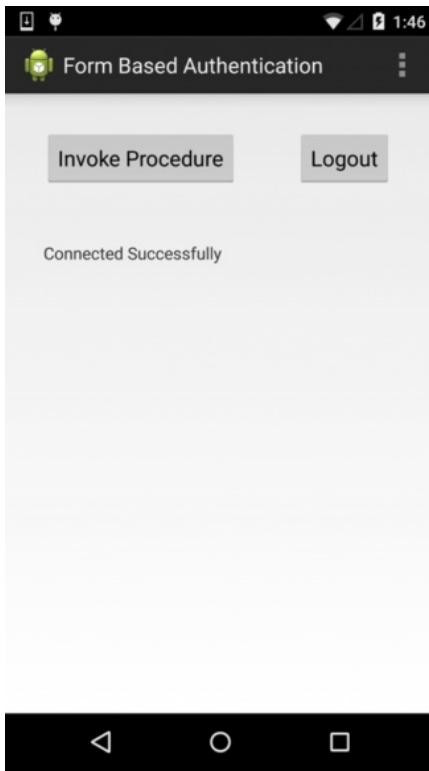 1:46
Form Based Authentication
Invoke Procedure
Logout
Connected Successfully